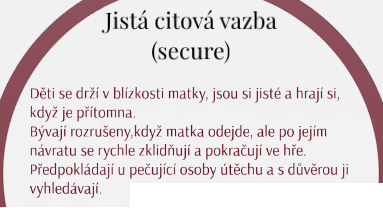 Jistá citová vazba
(secure)
Děti se drží v blízkosti matky, jsou si jisté a hrají si,
když je přítomna.
Bývají rozrušeny,když matka odejde, ale po jejím
návratu se rychle zklidňují a pokračují ve hře.
Předpokládají u pečující osoby útěchu a s důvěrou ji
vyhledávají.